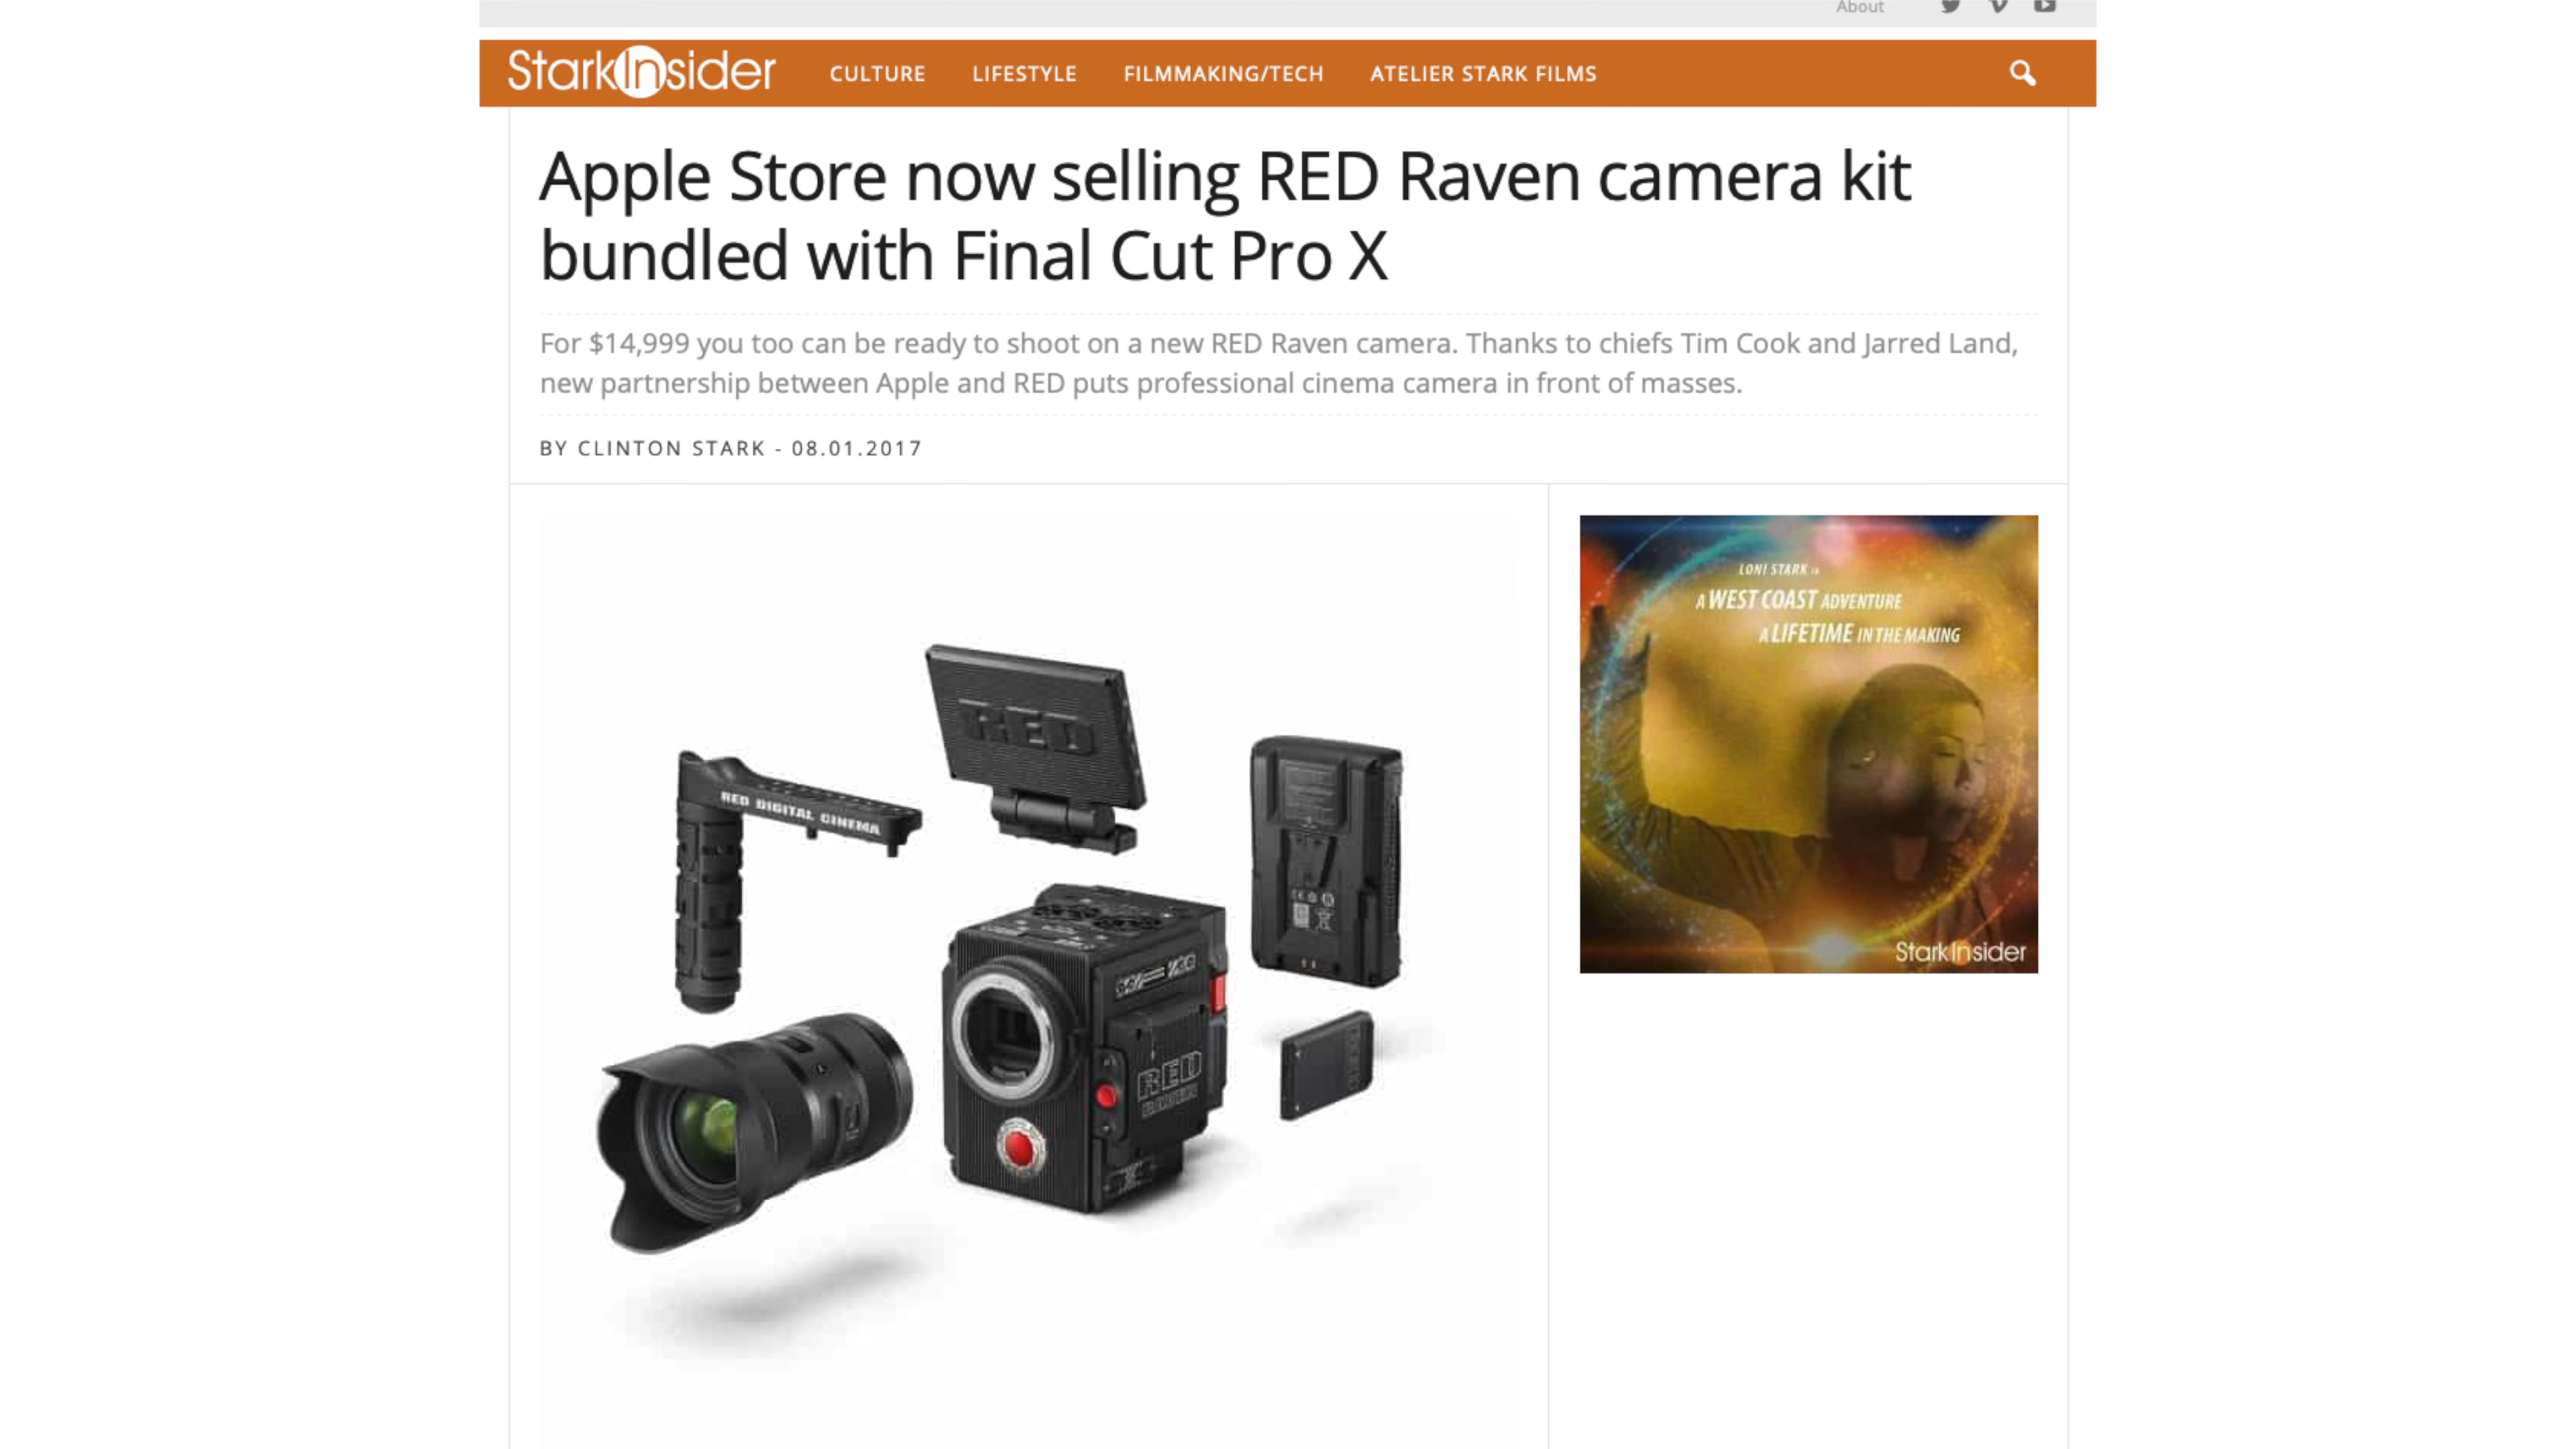 About
StarkInsider
CULTURE
LIFESTYLE
FILMMAKING/TECH
ATELIER STARK FILMS
Apple Store now selling RED Raven camera kit
bundled with Final Cut Pro X
For $14,999 you too can be ready to shoot on a new RED Raven camera. Thanks to chiefs Tim Cook and Jarred Land,
new partnership between Apple and RED puts professional cinema camera in front of masses.
BY CLINTON STARK - 08.01.2017
LONI STARK in
A WEST COAST ADVENTURE
A LIFETIME IN THE MAKING
StarkInsider
RED
RED DIGITAL CINEMA
RED